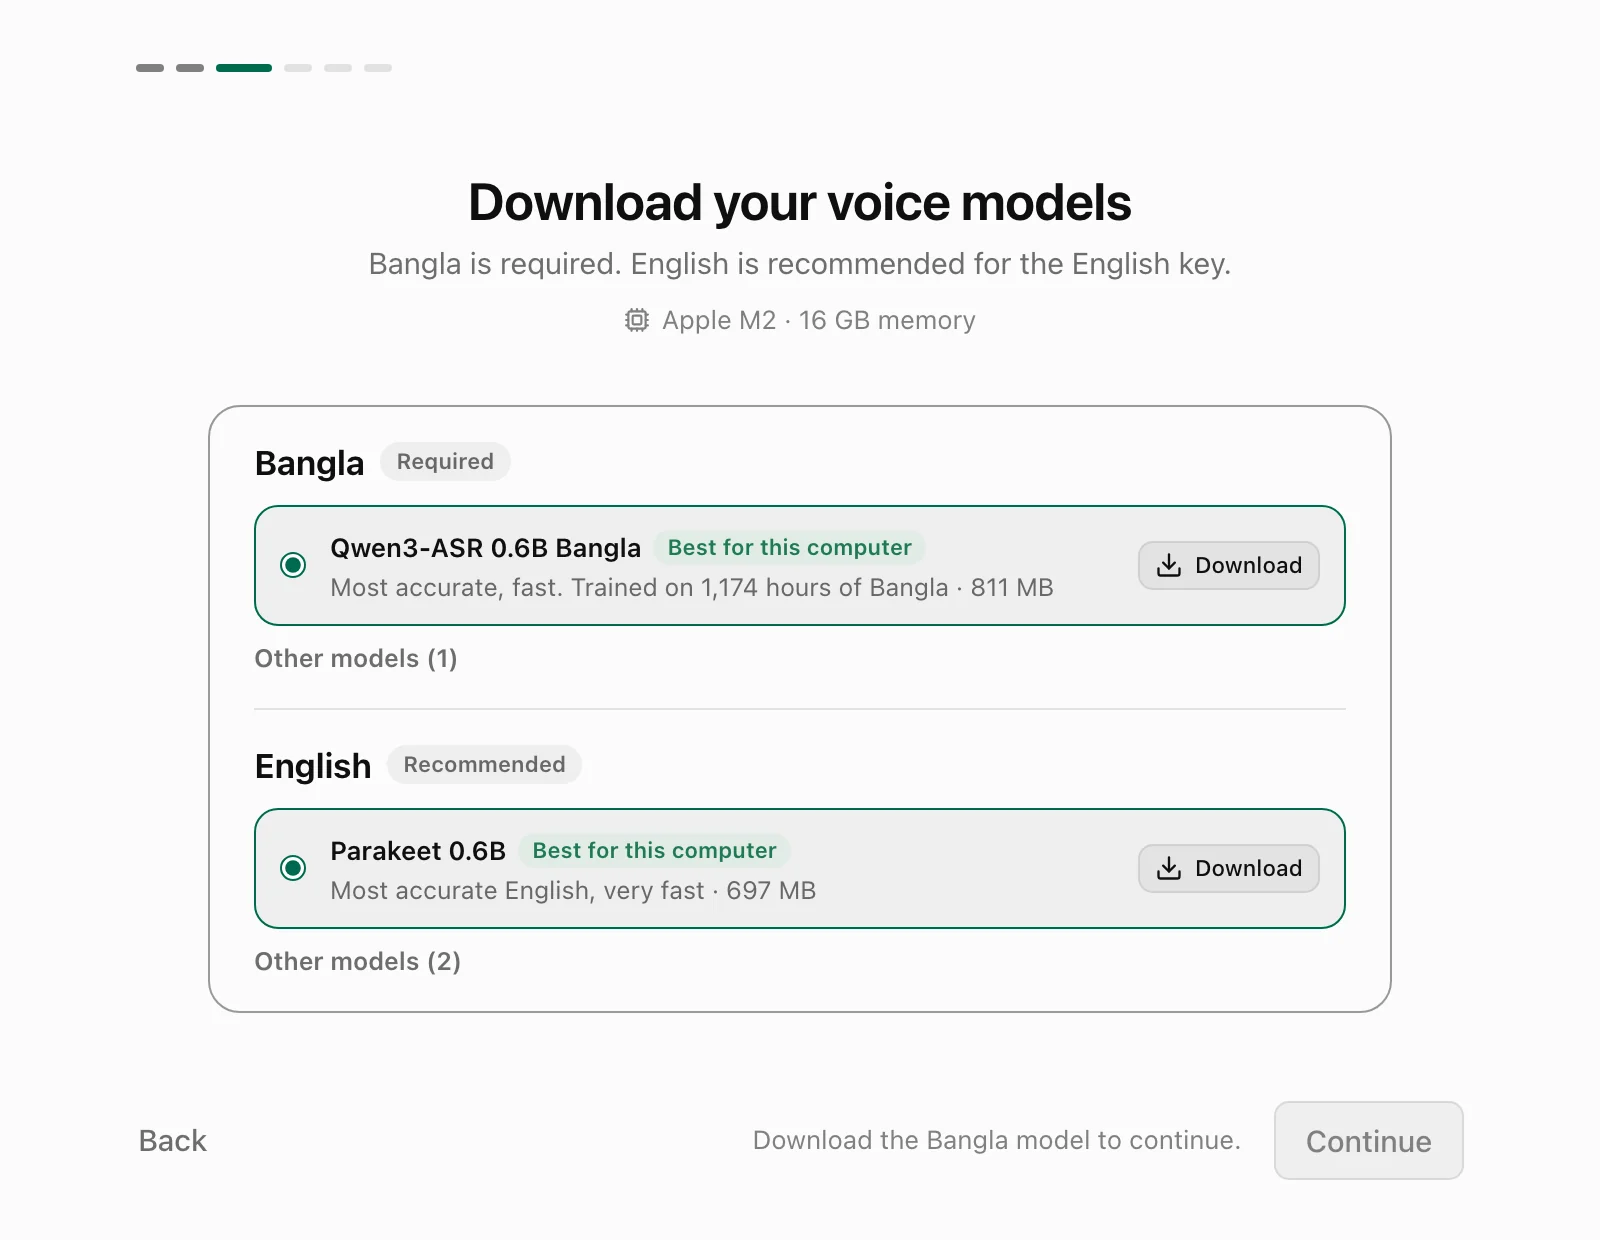 Download your voice models
Bangla is required. English is recommended for the English key.
Apple M2 · 16 GB memory
Bangla Required
Qwen3-ASR 0.6B Bangla Best for this computer
Most accurate, fast. Trained on 1,174 hours of Bangla · 811 MB
Download
Other models (1)
English Recommended
Parakeet 0.6B Best for this computer
Most accurate English, very fast · 697 MB
Download
Other models (2)
Back
Download the Bangla model to continue.
Continue